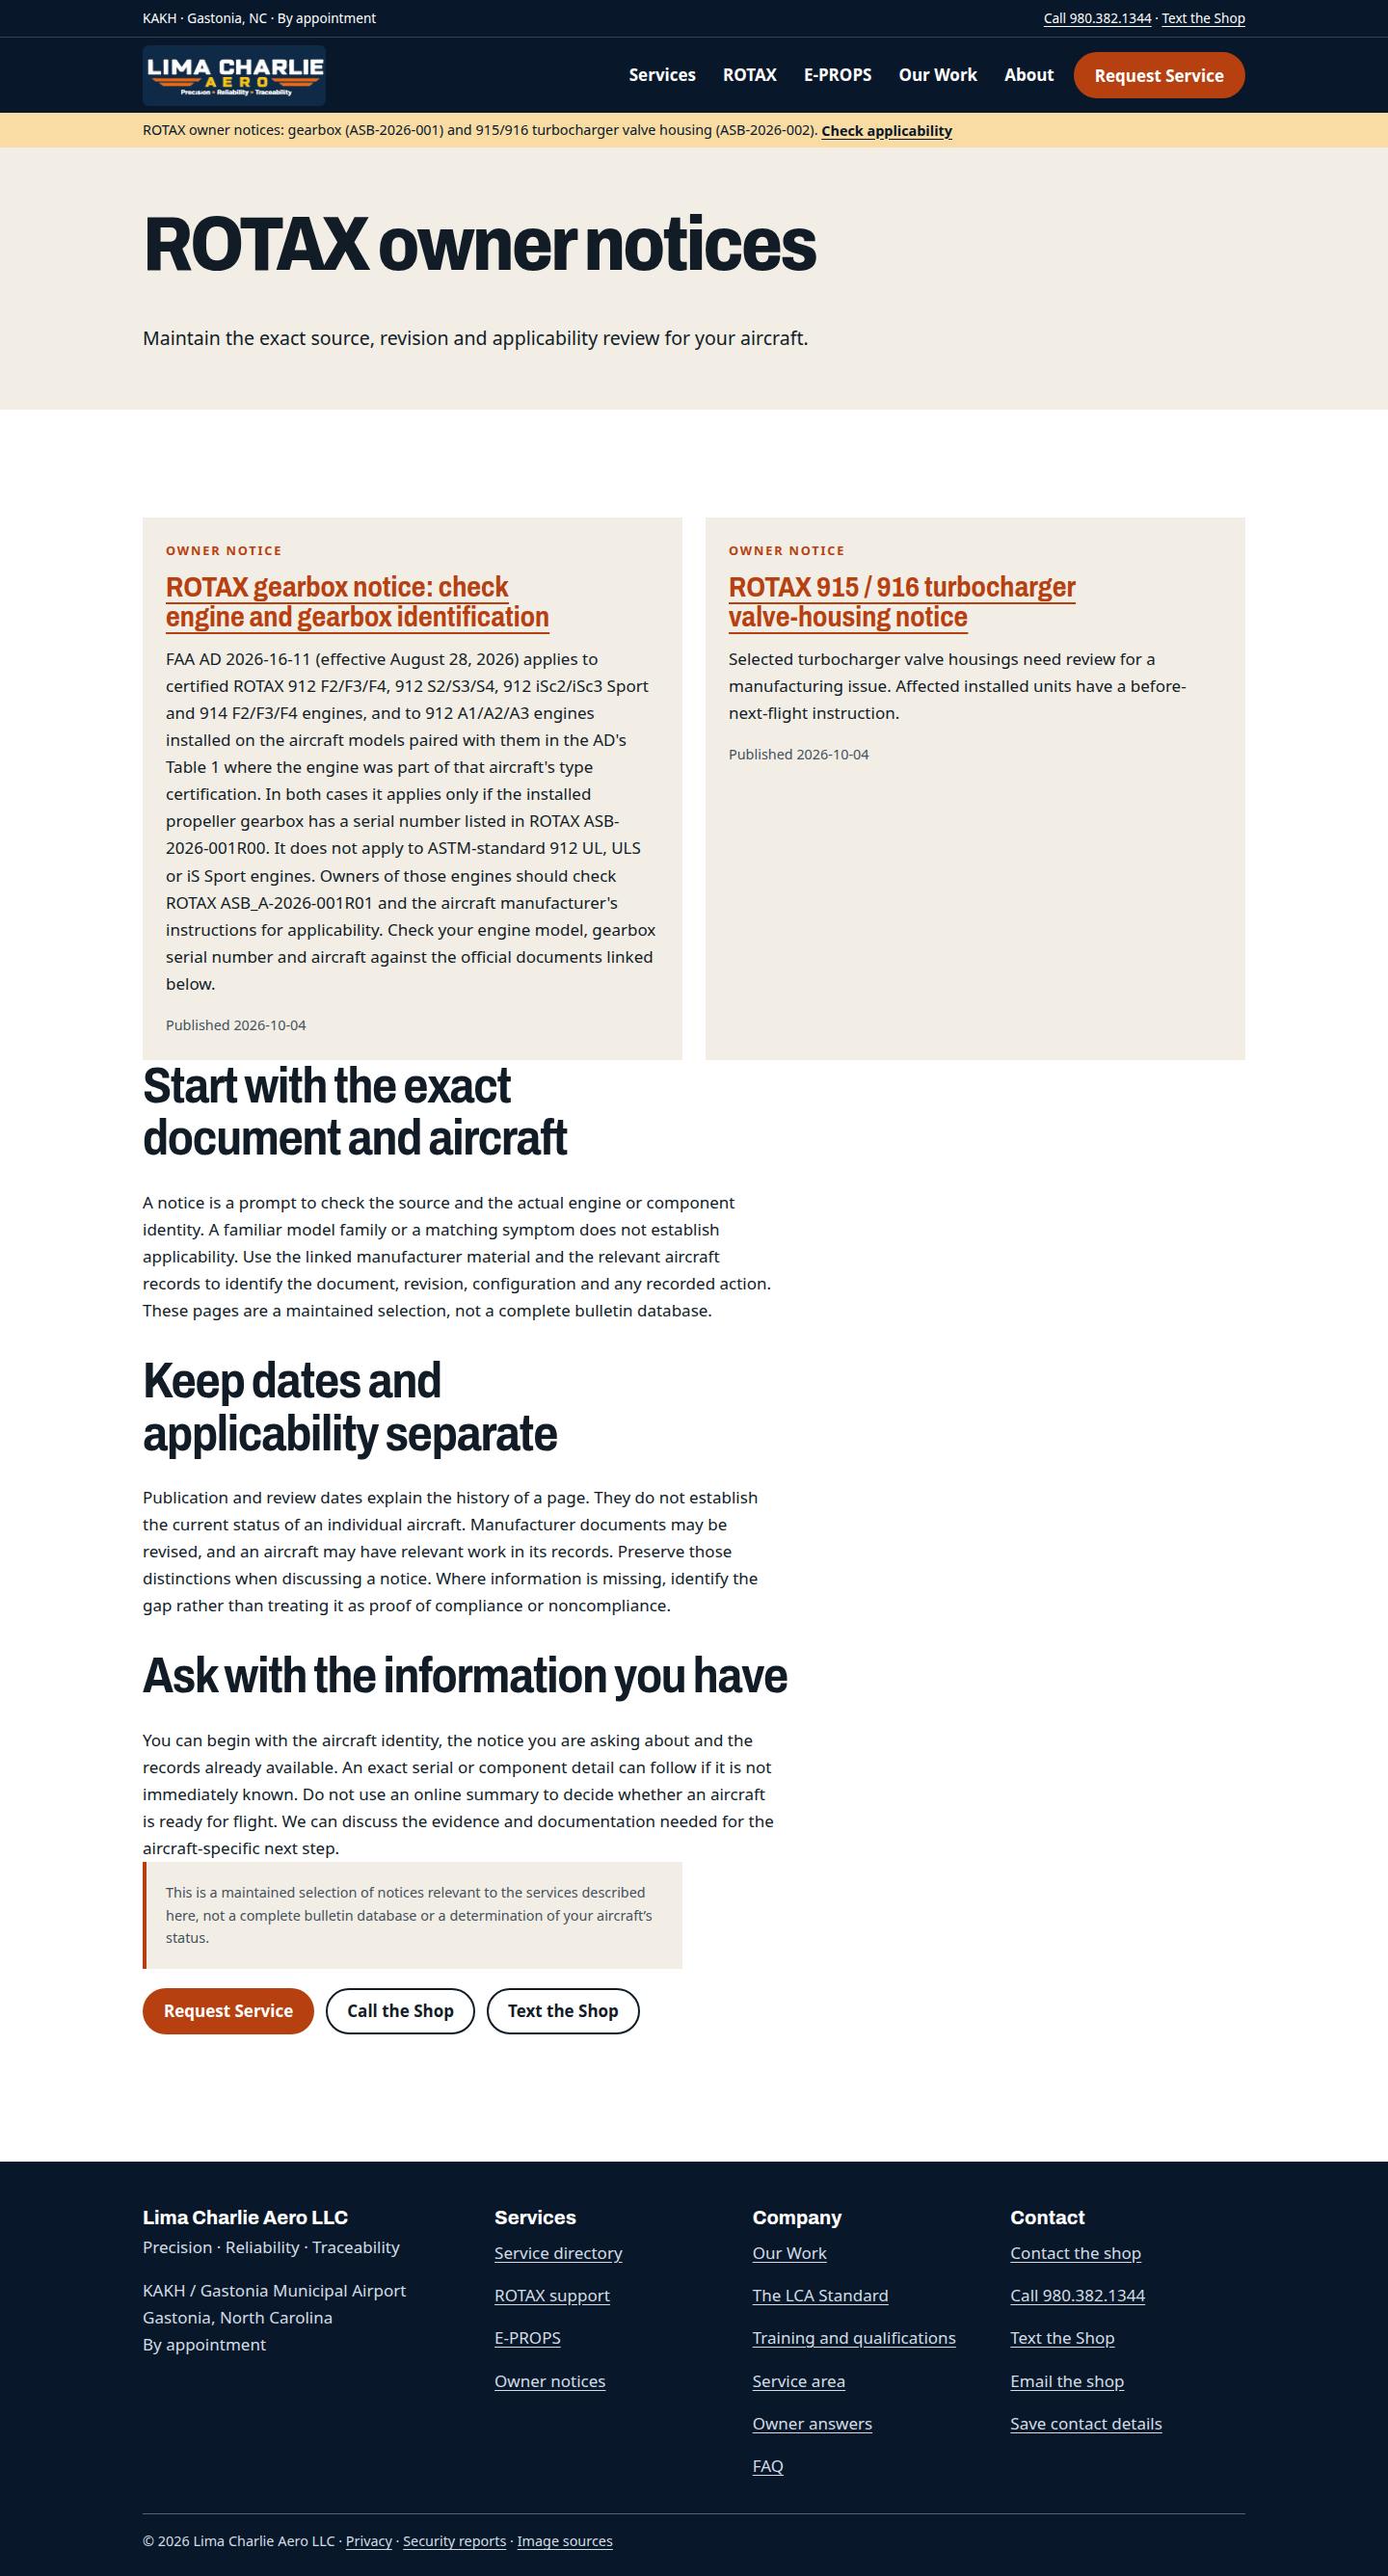 KAKH · Gastonia, NC · By appointment
Call 980.382.1344 · Text the Shop
LIMA CHARLIE
AERO
Precision • Reliability • Traceability
Services
ROTAX
E-PROPS
Our Work
About
Request Service
ROTAX owner notices: gearbox (ASB-2026-001) and 915/916 turbocharger valve housing (ASB-2026-002). Check applicability
ROTAX owner notices
Maintain the exact source, revision and applicability review for your aircraft.
OWNER NOTICE
ROTAX gearbox notice: check
engine and gearbox identification
FAA AD 2026-16-11 (effective August 28, 2026) applies to
certified ROTAX 912 F2/F3/F4, 912 S2/S3/S4, 912 iSc2/iSc3 Sport
and 914 F2/F3/F4 engines, and to 912 A1/A2/A3 engines
installed on the aircraft models paired with them in the AD's
Table 1 where the engine was part of that aircraft's type
certification. In both cases it applies only if the installed
propeller gearbox has a serial number listed in ROTAX ASB-
2026-001R00. It does not apply to ASTM-standard 912 UL, ULS
or iS Sport engines. Owners of those engines should check
ROTAX ASB_A-2026-001R01 and the aircraft manufacturer's
instructions for applicability. Check your engine model, gearbox
serial number and aircraft against the official documents linked
below.
Published 2026-10-04
OWNER NOTICE
ROTAX 915 / 916 turbocharger
valve-housing notice
Selected turbocharger valve housings need review for a
manufacturing issue. Affected installed units have a before-
next-flight instruction.
Published 2026-10-04
Start with the exact
document and aircraft
A notice is a prompt to check the source and the actual engine or component
identity. A familiar model family or a matching symptom does not establish
applicability. Use the linked manufacturer material and the relevant aircraft
records to identify the document, revision, configuration and any recorded action.
These pages are a maintained selection, not a complete bulletin database.
Keep dates and
applicability separate
Publication and review dates explain the history of a page. They do not establish
the current status of an individual aircraft. Manufacturer documents may be
revised, and an aircraft may have relevant work in its records. Preserve those
distinctions when discussing a notice. Where information is missing, identify the
gap rather than treating it as proof of compliance or noncompliance.
Ask with the information you have
You can begin with the aircraft identity, the notice you are asking about and the
records already available. An exact serial or component detail can follow if it is not
immediately known. Do not use an online summary to decide whether an aircraft
is ready for flight. We can discuss the evidence and documentation needed for the
aircraft-specific next step.
This is a maintained selection of notices relevant to the services described
here, not a complete bulletin database or a determination of your aircraft’s
status.
Request Service
Call the Shop
Text the Shop
Lima Charlie Aero LLC
Precision · Reliability · Traceability
KAKH / Gastonia Municipal Airport
Gastonia, North Carolina
By appointment
Services
Service directory
ROTAX support
E-PROPS
Owner notices
Company
Our Work
The LCA Standard
Training and qualifications
Service area
Owner answers
FAQ
Contact
Contact the shop
Call 980.382.1344
Text the Shop
Email the shop
Save contact details
© 2026 Lima Charlie Aero LLC · Privacy · Security reports · Image sources